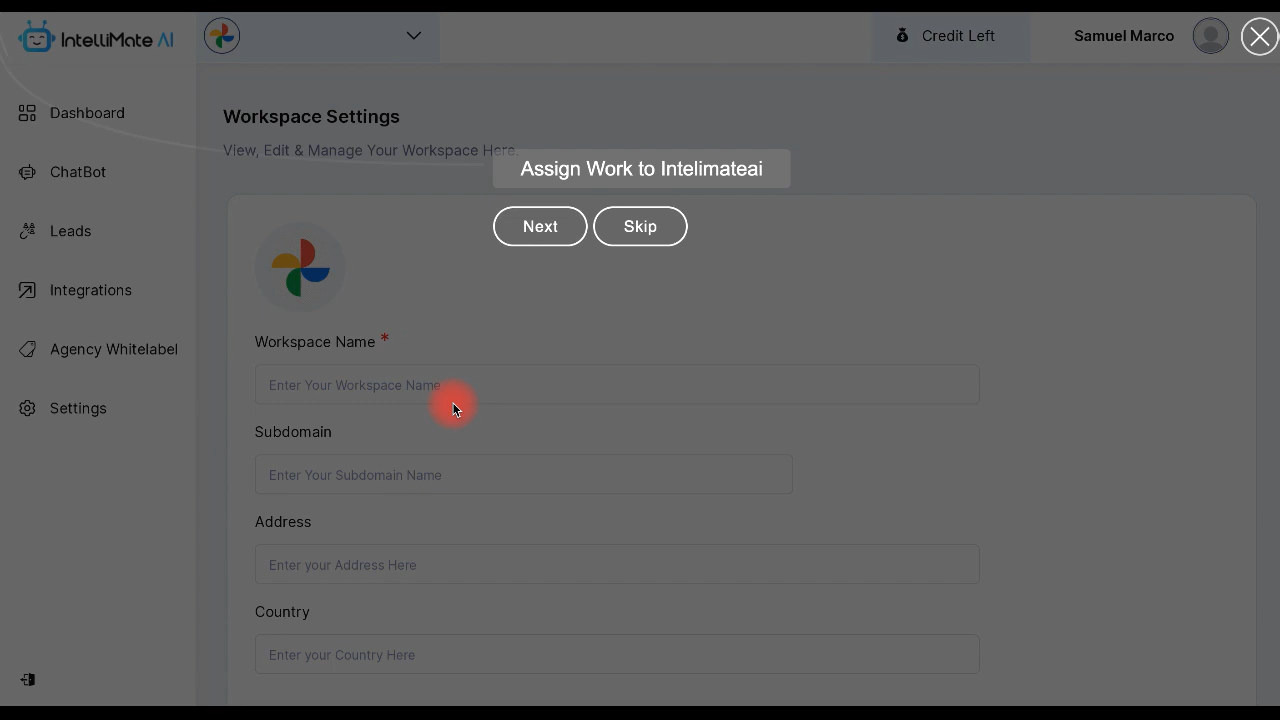 IntelliMate AI
Credit Left
Samuel Marco
Dashboard
ChatBot
Leads
Integrations
Agency Whitelabel
Settings
Workspace Settings
View, Edit & Manage Your Workspace Here.
Assign Work to Intelimateai
Next
Skip
Workspace Name *
Enter Your Workspace Name
Subdomain
Enter Your Subdomain Name
Address
Enter your Address Here
Country
Enter your Country Here